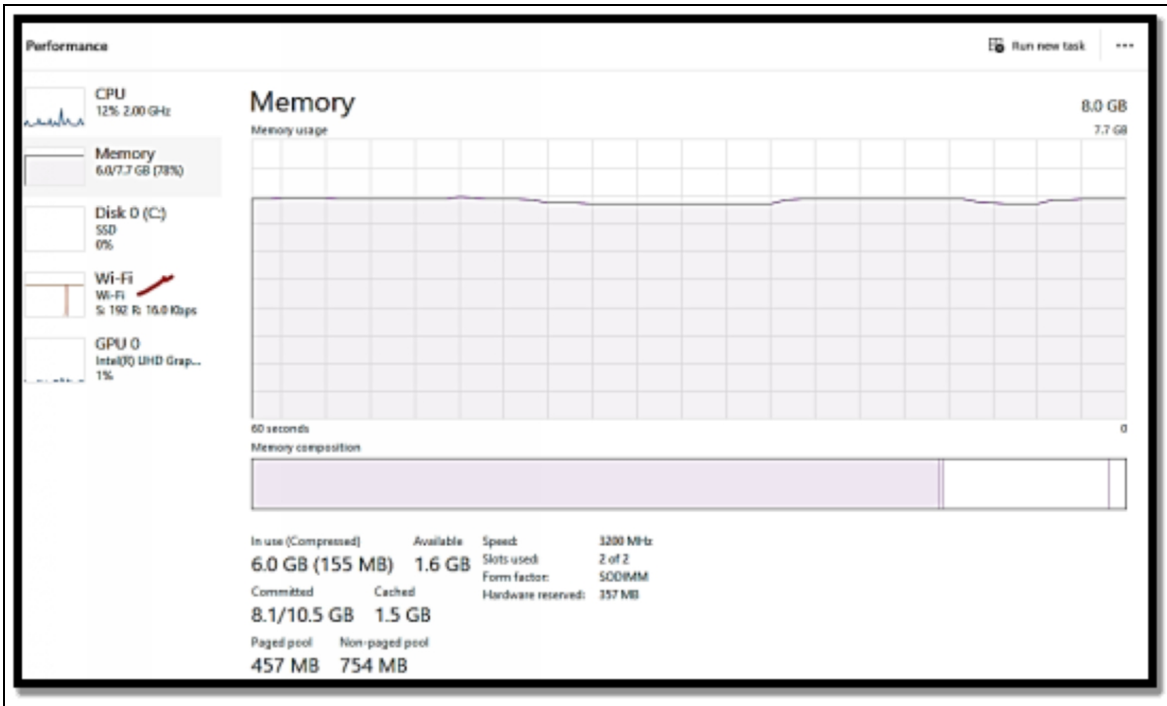 Performance
Run new task
CPU
12% 2.00 GHz
Memory
6.0/7.7 GB (78%)
Disk 0 (C:)
SSD
0%
Wi-Fi
Wi-Fi
S: 192 R: 16.0 Kbps
GPU 0
Intel(R) UHD Grap...
1%
Memory 8.0 GB
Memory usage 7.7 GB
60 seconds 0
Memory composition
In use (Compressed) Available
6.0 GB (155 MB) 1.6 GB
Committed Cached
8.1/10.5 GB 1.5 GB
Paged pool Non-paged pool
457 MB 754 MB
Speed: 3200 MHz
Slots used: 2 of 2
Form factor: SODIMM
Hardware reserved: 357 MB